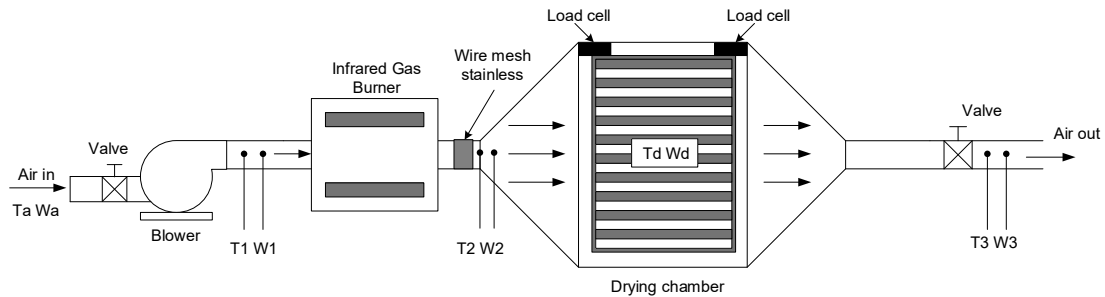 Load cell
Load cell
Wire mesh
stainless
Infrared Gas
Burner
Valve
Air in
Ta Wa
Blower
T1 W1
T2 W2
Td Wd
Drying chamber
Valve
Air out
T3 W3